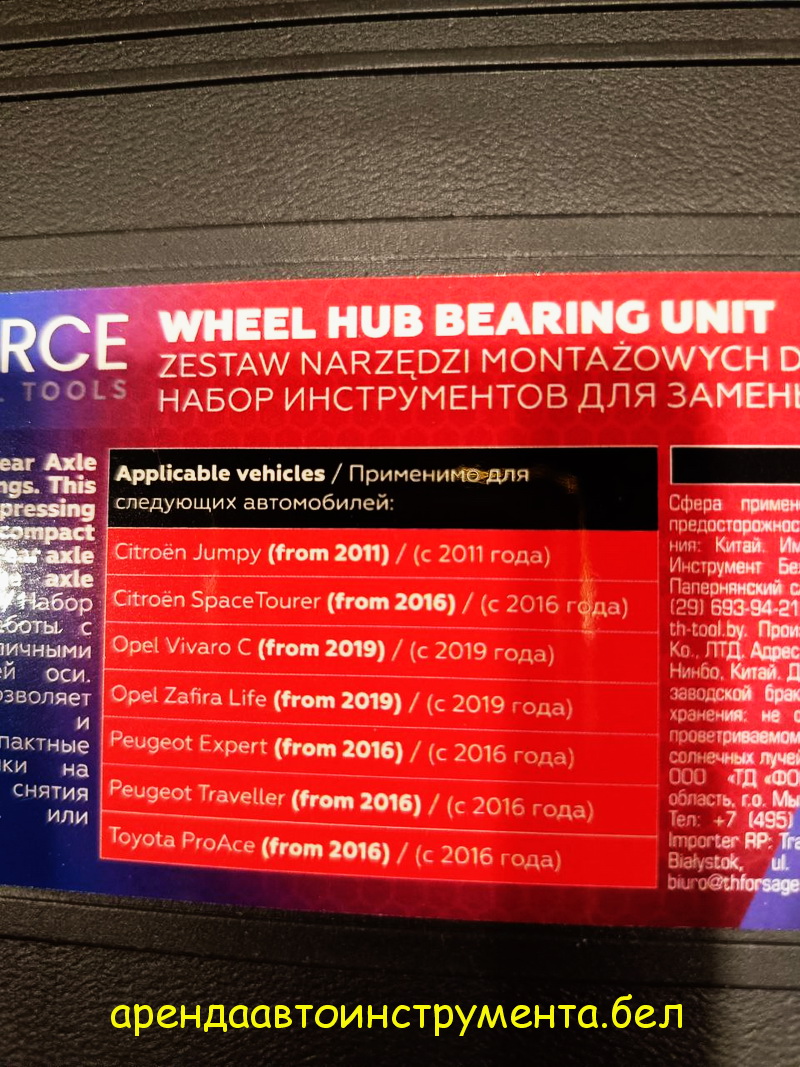 RCE
TOOLS
WHEEL HUB BEARING UNIT
ZESTAW NARZĘDZI MONTAŻOWYCH D
НАБОР ИНСТРУМЕНТОВ ДЛЯ ЗАМЕНЫ
ear Axle
ngs. This
pressing
compact
rear axle
axle
Набор
аботы с
личными
ей оси.
озволяет
и
пактные
ки на
снятия
или
Applicable vehicles / Применимо для
следующих автомобилей:
Citroën Jumpy (from 2011) / (с 2011 года)
Citroën SpaceTourer (from 2016) / (с 2016 года)
Opel Vivaro C (from 2019) / (с 2019 года)
Opel Zafira Life (from 2019) / (с 2019 года)
Peugeot Expert (from 2016) / (с 2016 года)
Peugeot Traveller (from 2016) / (с 2016 года)
Toyota ProAce (from 2016) / (с 2016 года)
Сфера примен
предосторожнос
ния: Китай. Им
Инструмент Бе
Папернянский с
(29) 693-94-21
th-tool.by. Прои
Ко., ЛТД. Адрес
Нинбо, Китай. Д
заводской брак
хранения: не о
проветриваемом
солнечных лучей
ООО «ТД «ФО
область, г.о. Мы
Тел: +7 (495)
Importer RP: Tra
Białystok, ul.
biuro@thforsage
арендаавтоинструмента.бел